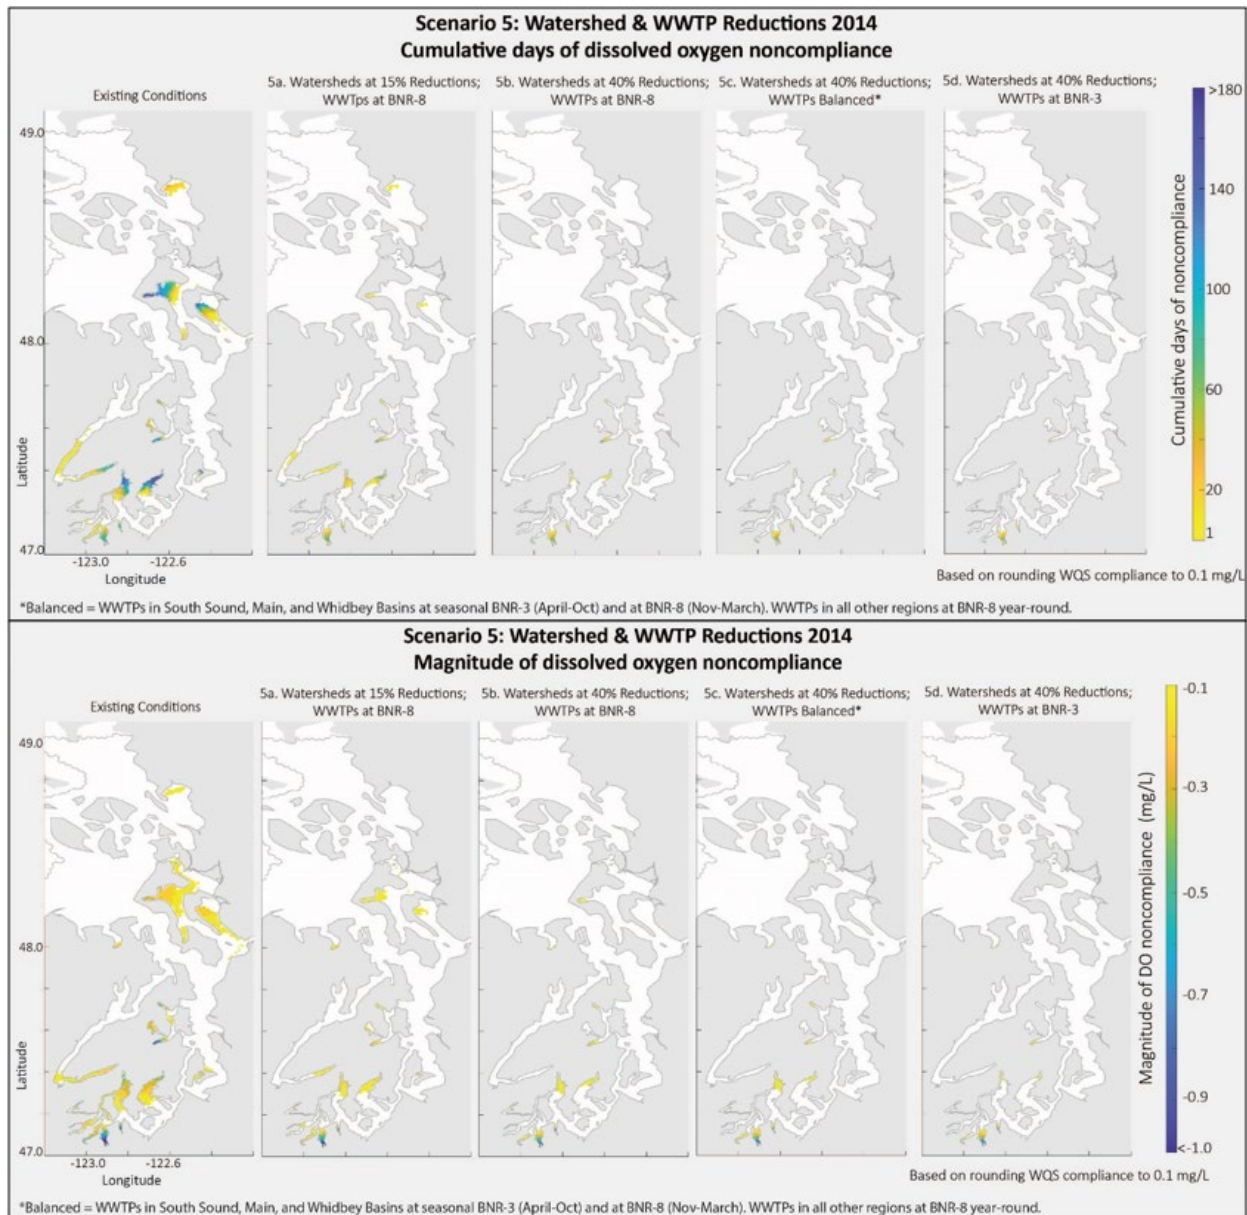 Scenario 5: Watershed & WWTP Reductions 2014
Cumulative days of dissolved oxygen noncompliance
Existing Conditions
5a. Watersheds at 15% Reductions;
WWTps at BNR-8
5b. Watersheds at 40% Reductions;
WWTPs at BNR-8
5c. Watersheds at 40% Reductions;
WWTPs Balanced*
5d. Watersheds at 40% Reductions;
WWTPs at BNR-3
49.0
48.0
47.0
Latitude
-123.0 -122.6
Longitude
>180
140
100
60
20
1
Cumulative days of noncompliance
Based on rounding WQS compliance to 0.1 mg/L
*Balanced = WWTPs in South Sound, Main, and Whidbey Basins at seasonal BNR-3 (April-Oct) and at BNR-8 (Nov-March). WWTPs in all other regions at BNR-8 year-round.
Scenario 5: Watershed & WWTP Reductions 2014
Magnitude of dissolved oxygen noncompliance
Existing Conditions
5a. Watersheds at 15% Reductions;
WWTPs at BNR-8
5b. Watersheds at 40% Reductions;
WWTPs at BNR-8
5c. Watersheds at 40% Reductions;
WWTPs Balanced*
5d. Watersheds at 40% Reductions;
WWTPs at BNR-3
49.0
48.0
47.0
Latitude
-123.0 -122.6
Longitude
-0.1
-0.3
-0.5
-0.7
-0.9
<-1.0
Magnitude of DO noncompliance (mg/L)
Based on rounding WQS compliance to 0.1 mg/L
*Balanced = WWTPs in South Sound, Main, and Whidbey Basins at seasonal BNR-3 (April-Oct) and at BNR-8 (Nov-March). WWTPs in all other regions at BNR-8 year-round.